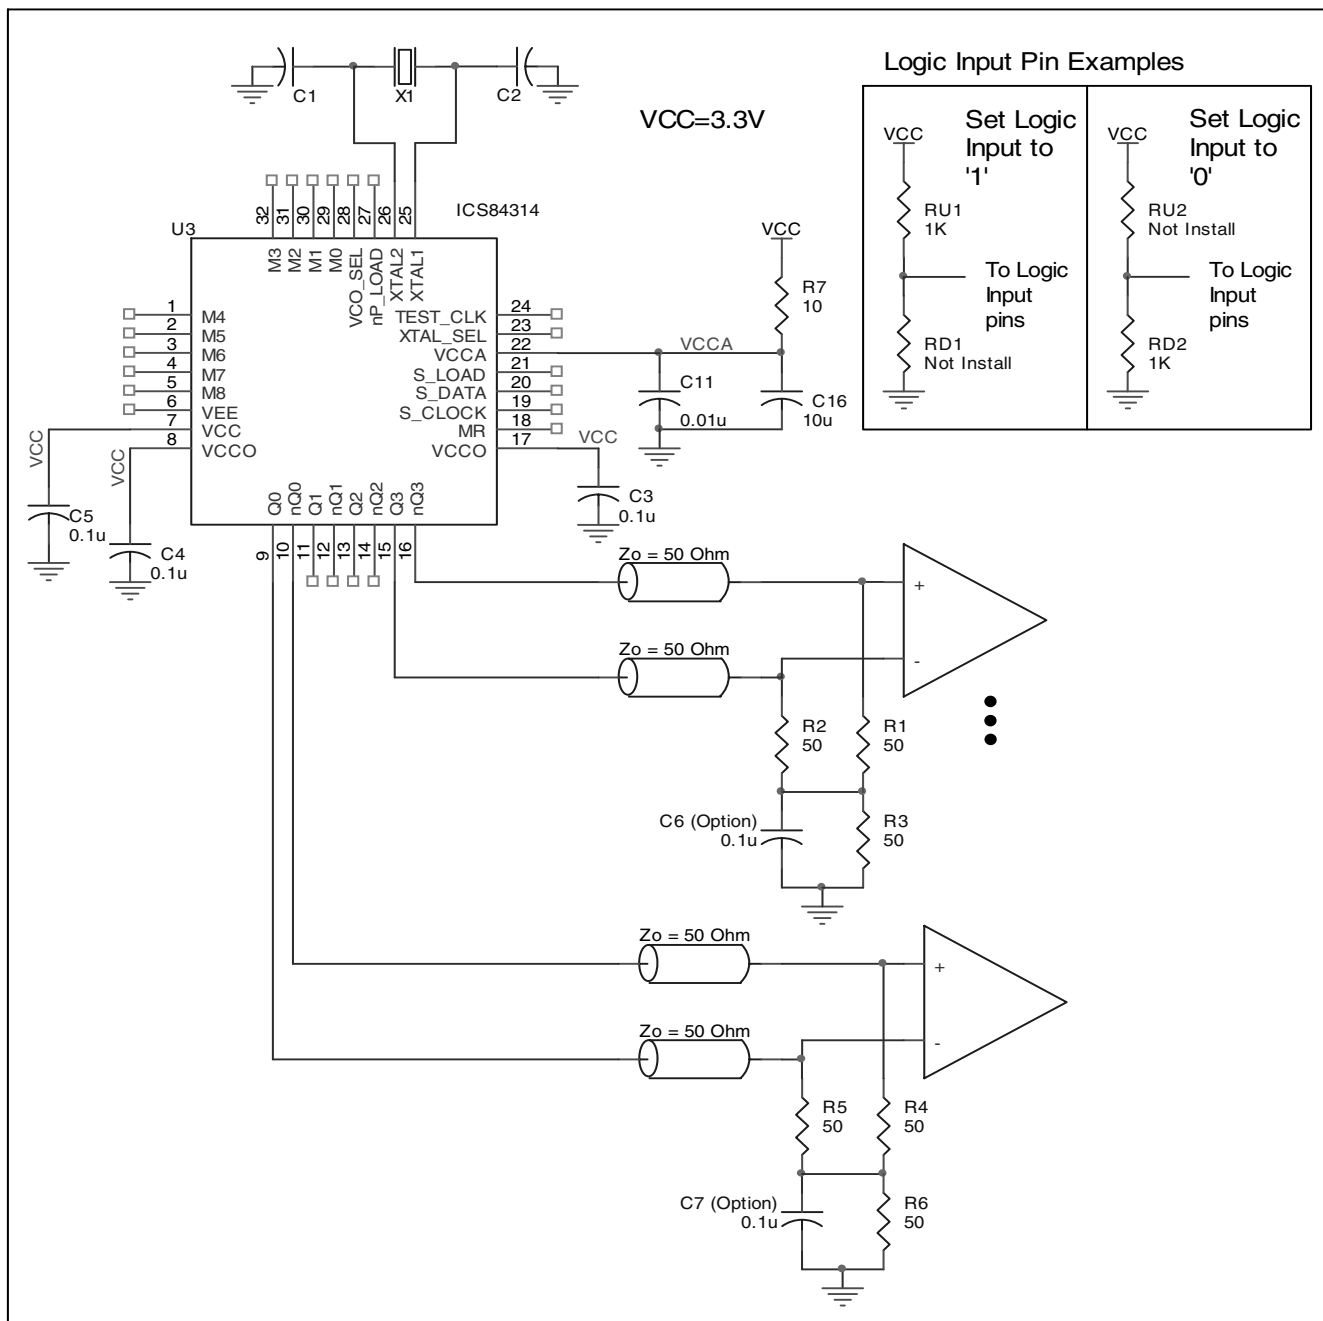 C1
X1
C2
VCC=3.3V
Logic Input Pin Examples
VCC
Set Logic
Input to
'1'
RU1
1K
To Logic
Input
pins
RD1
Not Install
VCC
Set Logic
Input to
'0'
RU2
Not Install
To Logic
Input
pins
RD2
1K
U3
ICS84314
32
31
30
29
28
27
26
25
M3
M2
M1
M0
VCO_SEL
nP_LOAD
XTAL2
XTAL1
1 M4
2 M5
3 M6
4 M7
5 M8
6 VEE
7 VCC
8 VCCO
TEST_CLK 24
XTAL_SEL 23
VCCA 22
S_LOAD 21
S_DATA 20
S_CLOCK 19
MR 18
VCCO 17
Q0
nQ0
Q1
nQ1
Q2
nQ2
Q3
nQ3
9
10
11
12
13
14
15
16
VCC
R7
10
VCCA
C11
0.01u
C16
10u
VCC
C3
0.1u
VCC
C5
0.1u
VCC
C4
0.1u
Zo = 50 Ohm
+
Zo = 50 Ohm
-
R2
50
R1
50
C6 (Option)
0.1u
R3
50
Zo = 50 Ohm
+
Zo = 50 Ohm
-
R5
50
R4
50
C7 (Option)
0.1u
R6
50